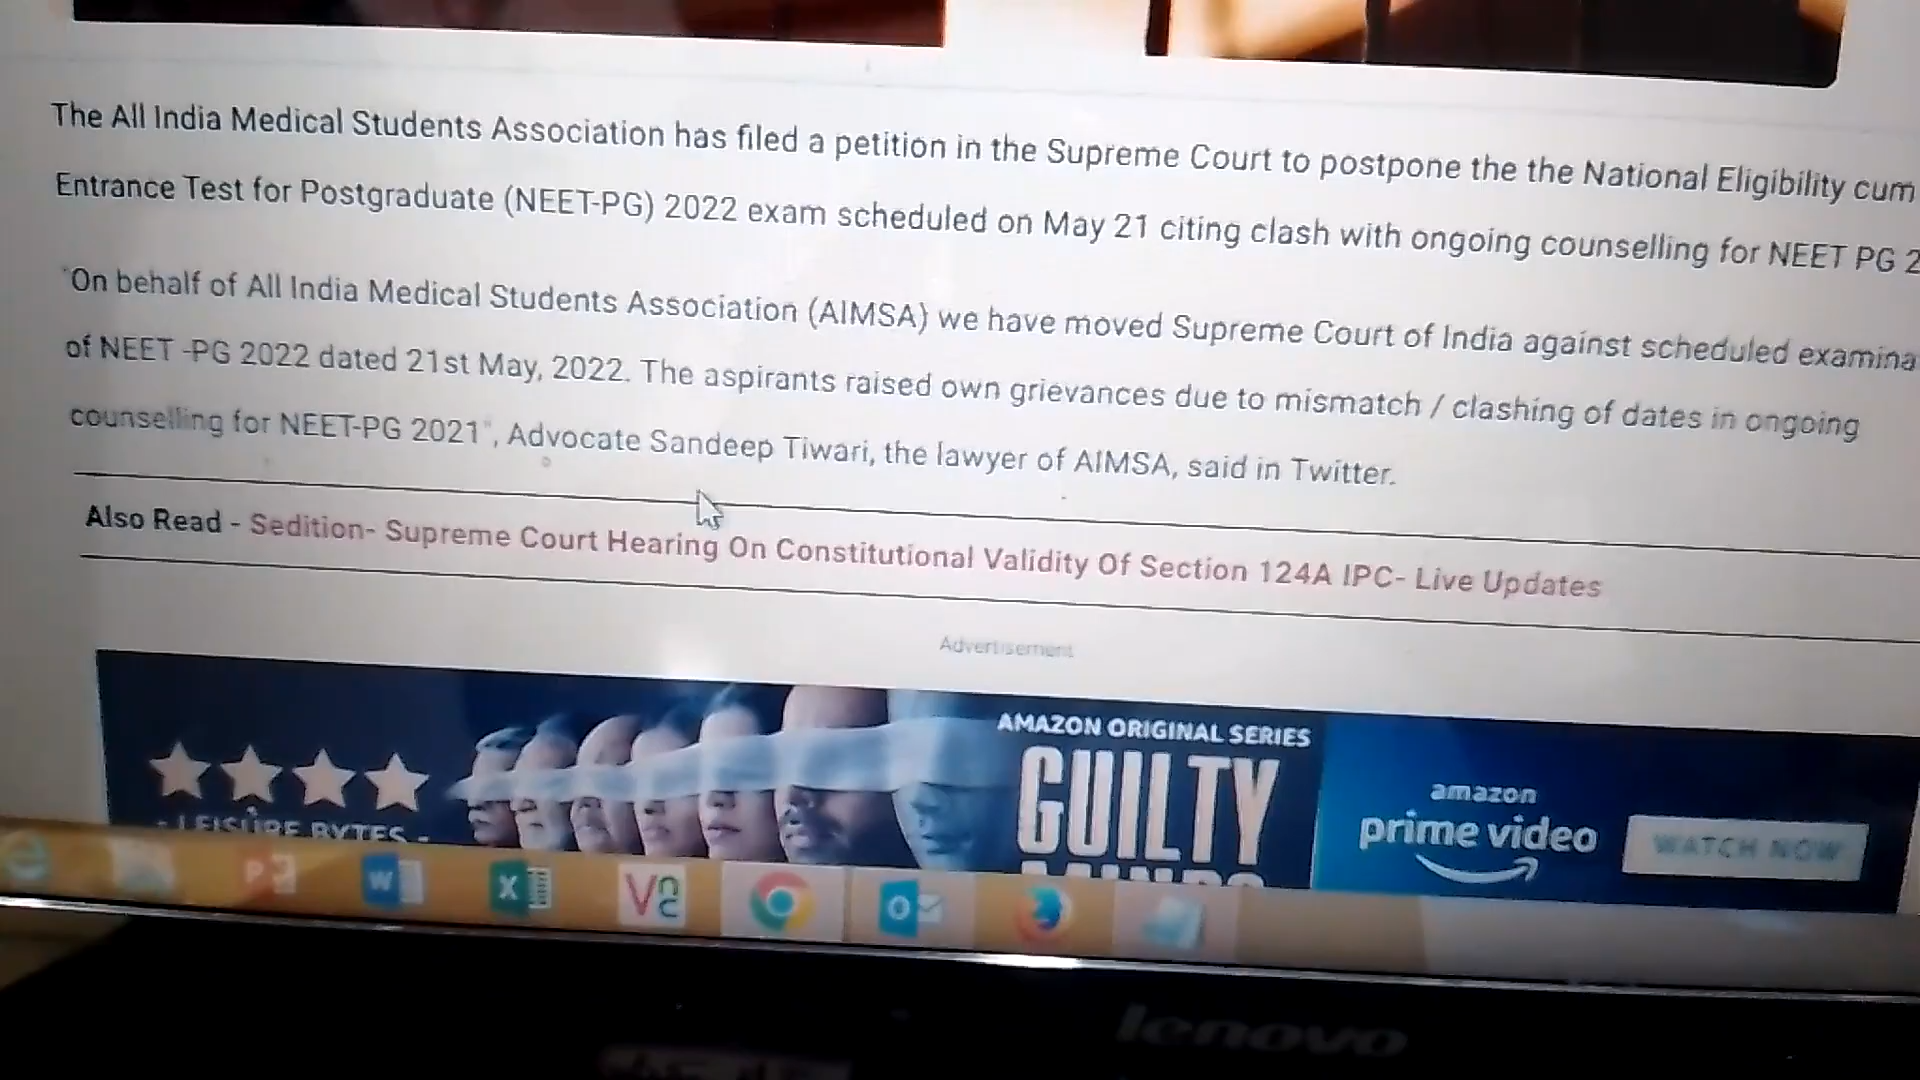 The All India Medical Students Association has filed a petition in the Supreme Court to postpone the the National Eligibility cum
Entrance Test for Postgraduate (NEET-PG) 2022 exam scheduled on May 21 citing clash with ongoing counselling for NEET PG 2
"On behalf of All India Medical Students Association (AIMSA) we have moved Supreme Court of India against scheduled examina
of NEET -PG 2022 dated 21st May, 2022. The aspirants raised own grievances due to mismatch / clashing of dates in ongoing
counselling for NEET-PG 2021", Advocate Sandeep Tiwari, the lawyer of AIMSA, said in Twitter.
Also Read - Sedition- Supreme Court Hearing On Constitutional Validity Of Section 124A IPC- Live Updates
Advertisement
AMAZON ORIGINAL SERIES
GUILTY
- LEISURE BYTES -
amazon
prime video
WATCH NOW
lenovo